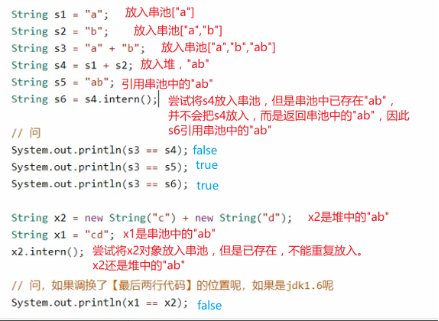 String s1 = "a"; 放入串池["a"]
String s2 = "b"; 放入串池["a","b"]
String s3 = "a" + "b"; 放入串池["a","b","ab"]
String s4 = s1 + s2; 放入堆，"ab"
String s5 = "ab"; 引用串池中的"ab"
String s6 = s4.intern(); 尝试将s4放入串池，但是串池中已存在"ab"，
并不会把s4放入，而是返回串池中的"ab"，因此
s6引用串池中的"ab"
// 问
System.out.println(s3 == s4); false
System.out.println(s3 == s5); true
System.out.println(s3 == s6); true
String x2 = new String("c") + new String("d"); x2是堆中的"ab"
String x1 = "cd"; x1是串池中的"ab"
x2.intern(); 尝试将x2对象放入串池，但是已存在，不能重复放入。
x2还是堆中的"ab"
// 问，如果调换了【最后两行代码】的位置呢，如果是jdk1.6呢
System.out.println(x1 == x2); false